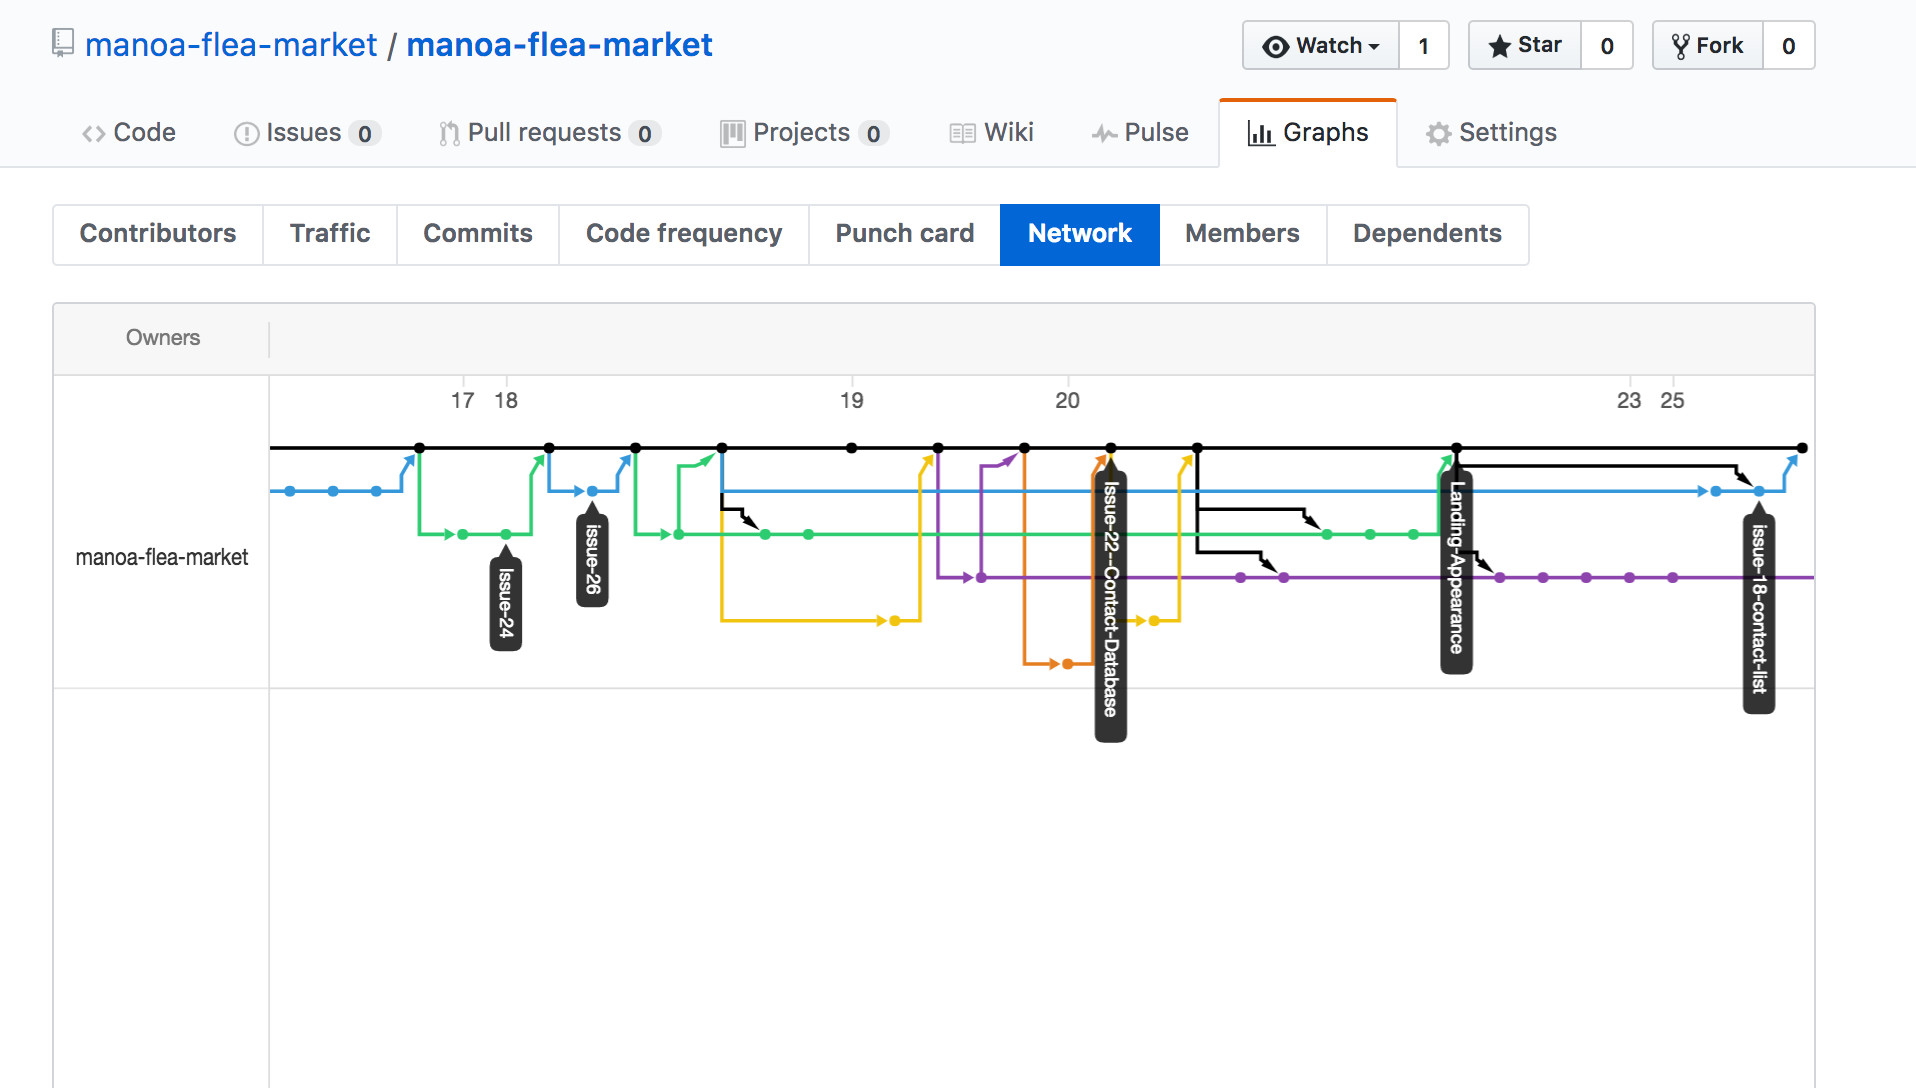 manoa-flea-market / manoa-flea-market
Watch 1 Star 0 Fork 0
Code Issues 0 Pull requests 0 Projects 0 Wiki Pulse Graphs Settings
Contributors Traffic Commits Code frequency Punch card Network Members Dependents
Owners
17 18 19 20 23 25
manoa-flea-market
Issue-24
issue-26
Issue-22--Contact-Database
Landing-Appearance
issue-18-contact-list